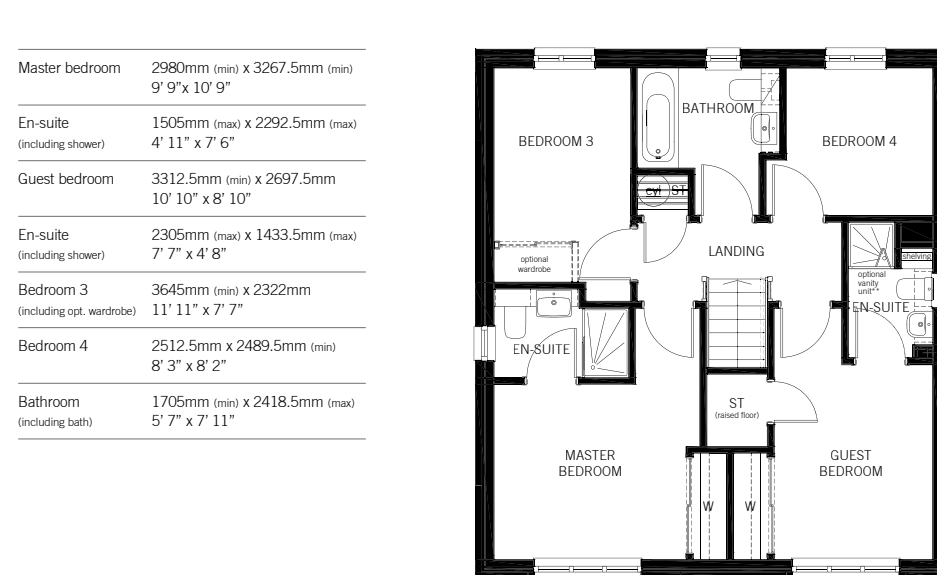 Master bedroom 2980mm (min) x 3267.5mm (min)
9’ 9”x 10’ 9”
En-suite 1505mm (max) x 2292.5mm (max)
(including shower) 4’ 11” x 7’ 6”
Guest bedroom 3312.5mm (min) x 2697.5mm
10’ 10” x 8’ 10”
En-suite 2305mm (max) x 1433.5mm (max)
(including shower) 7’ 7” x 4’ 8”
Bedroom 3 3645mm (min) x 2322mm
(including opt. wardrobe) 11’ 11” x 7’ 7”
Bedroom 4 2512.5mm x 2489.5mm (min)
8’ 3” x 8’ 2”
Bathroom 1705mm (min) x 2418.5mm (max)
(including bath) 5’ 7” x 7’ 11”
BATHROOM
BEDROOM 3
BEDROOM 4
cyl ST
LANDING
optional
wardrobe
shelving
optional
vanity
unit**
EN-SUITE
EN-SUITE
ST
(raised floor)
MASTER
BEDROOM
GUEST
BEDROOM
W
W